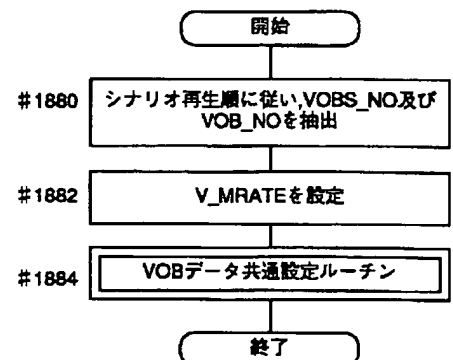 開始
#1880
シナリオ再生順に従い,VOBS_NO及び
VOB_NOを抽出
#1882
V_MRATEを設定
#1884
VOBデータ共通設定ルーチン
終了